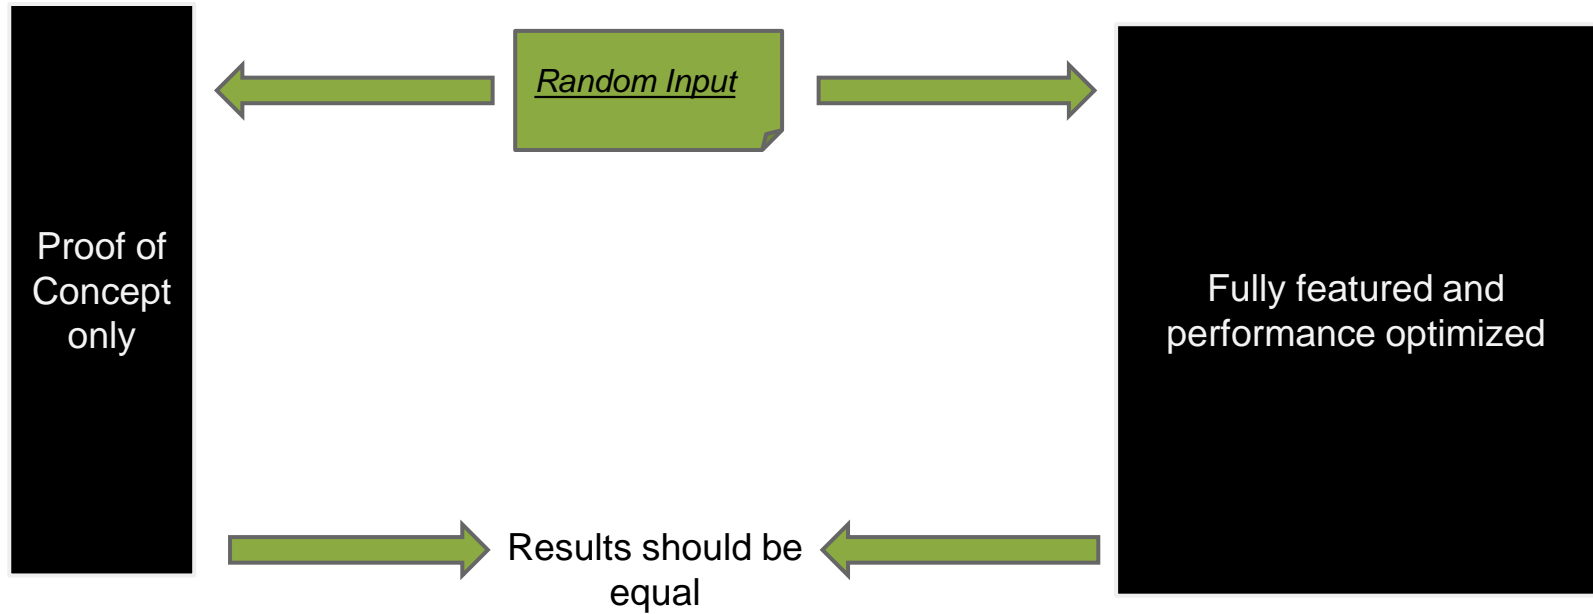 Random Input
Proof of
Concept
only
Fully featured and
performance optimized
Results should be
equal